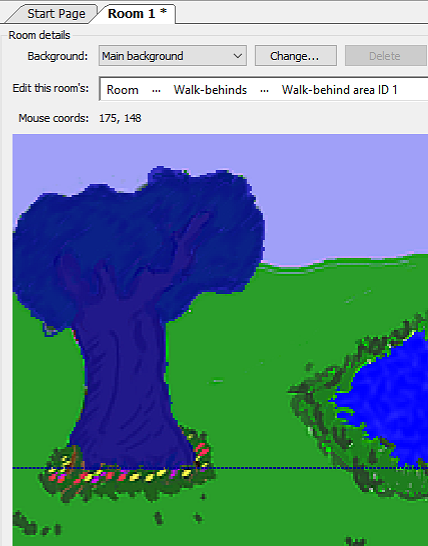 Start Page Room 1 *
Room details
Background: Main background Change... Delete
Edit this room's: Room ... Walk-behinds ... Walk-behind area ID 1
Mouse coords: 175, 148